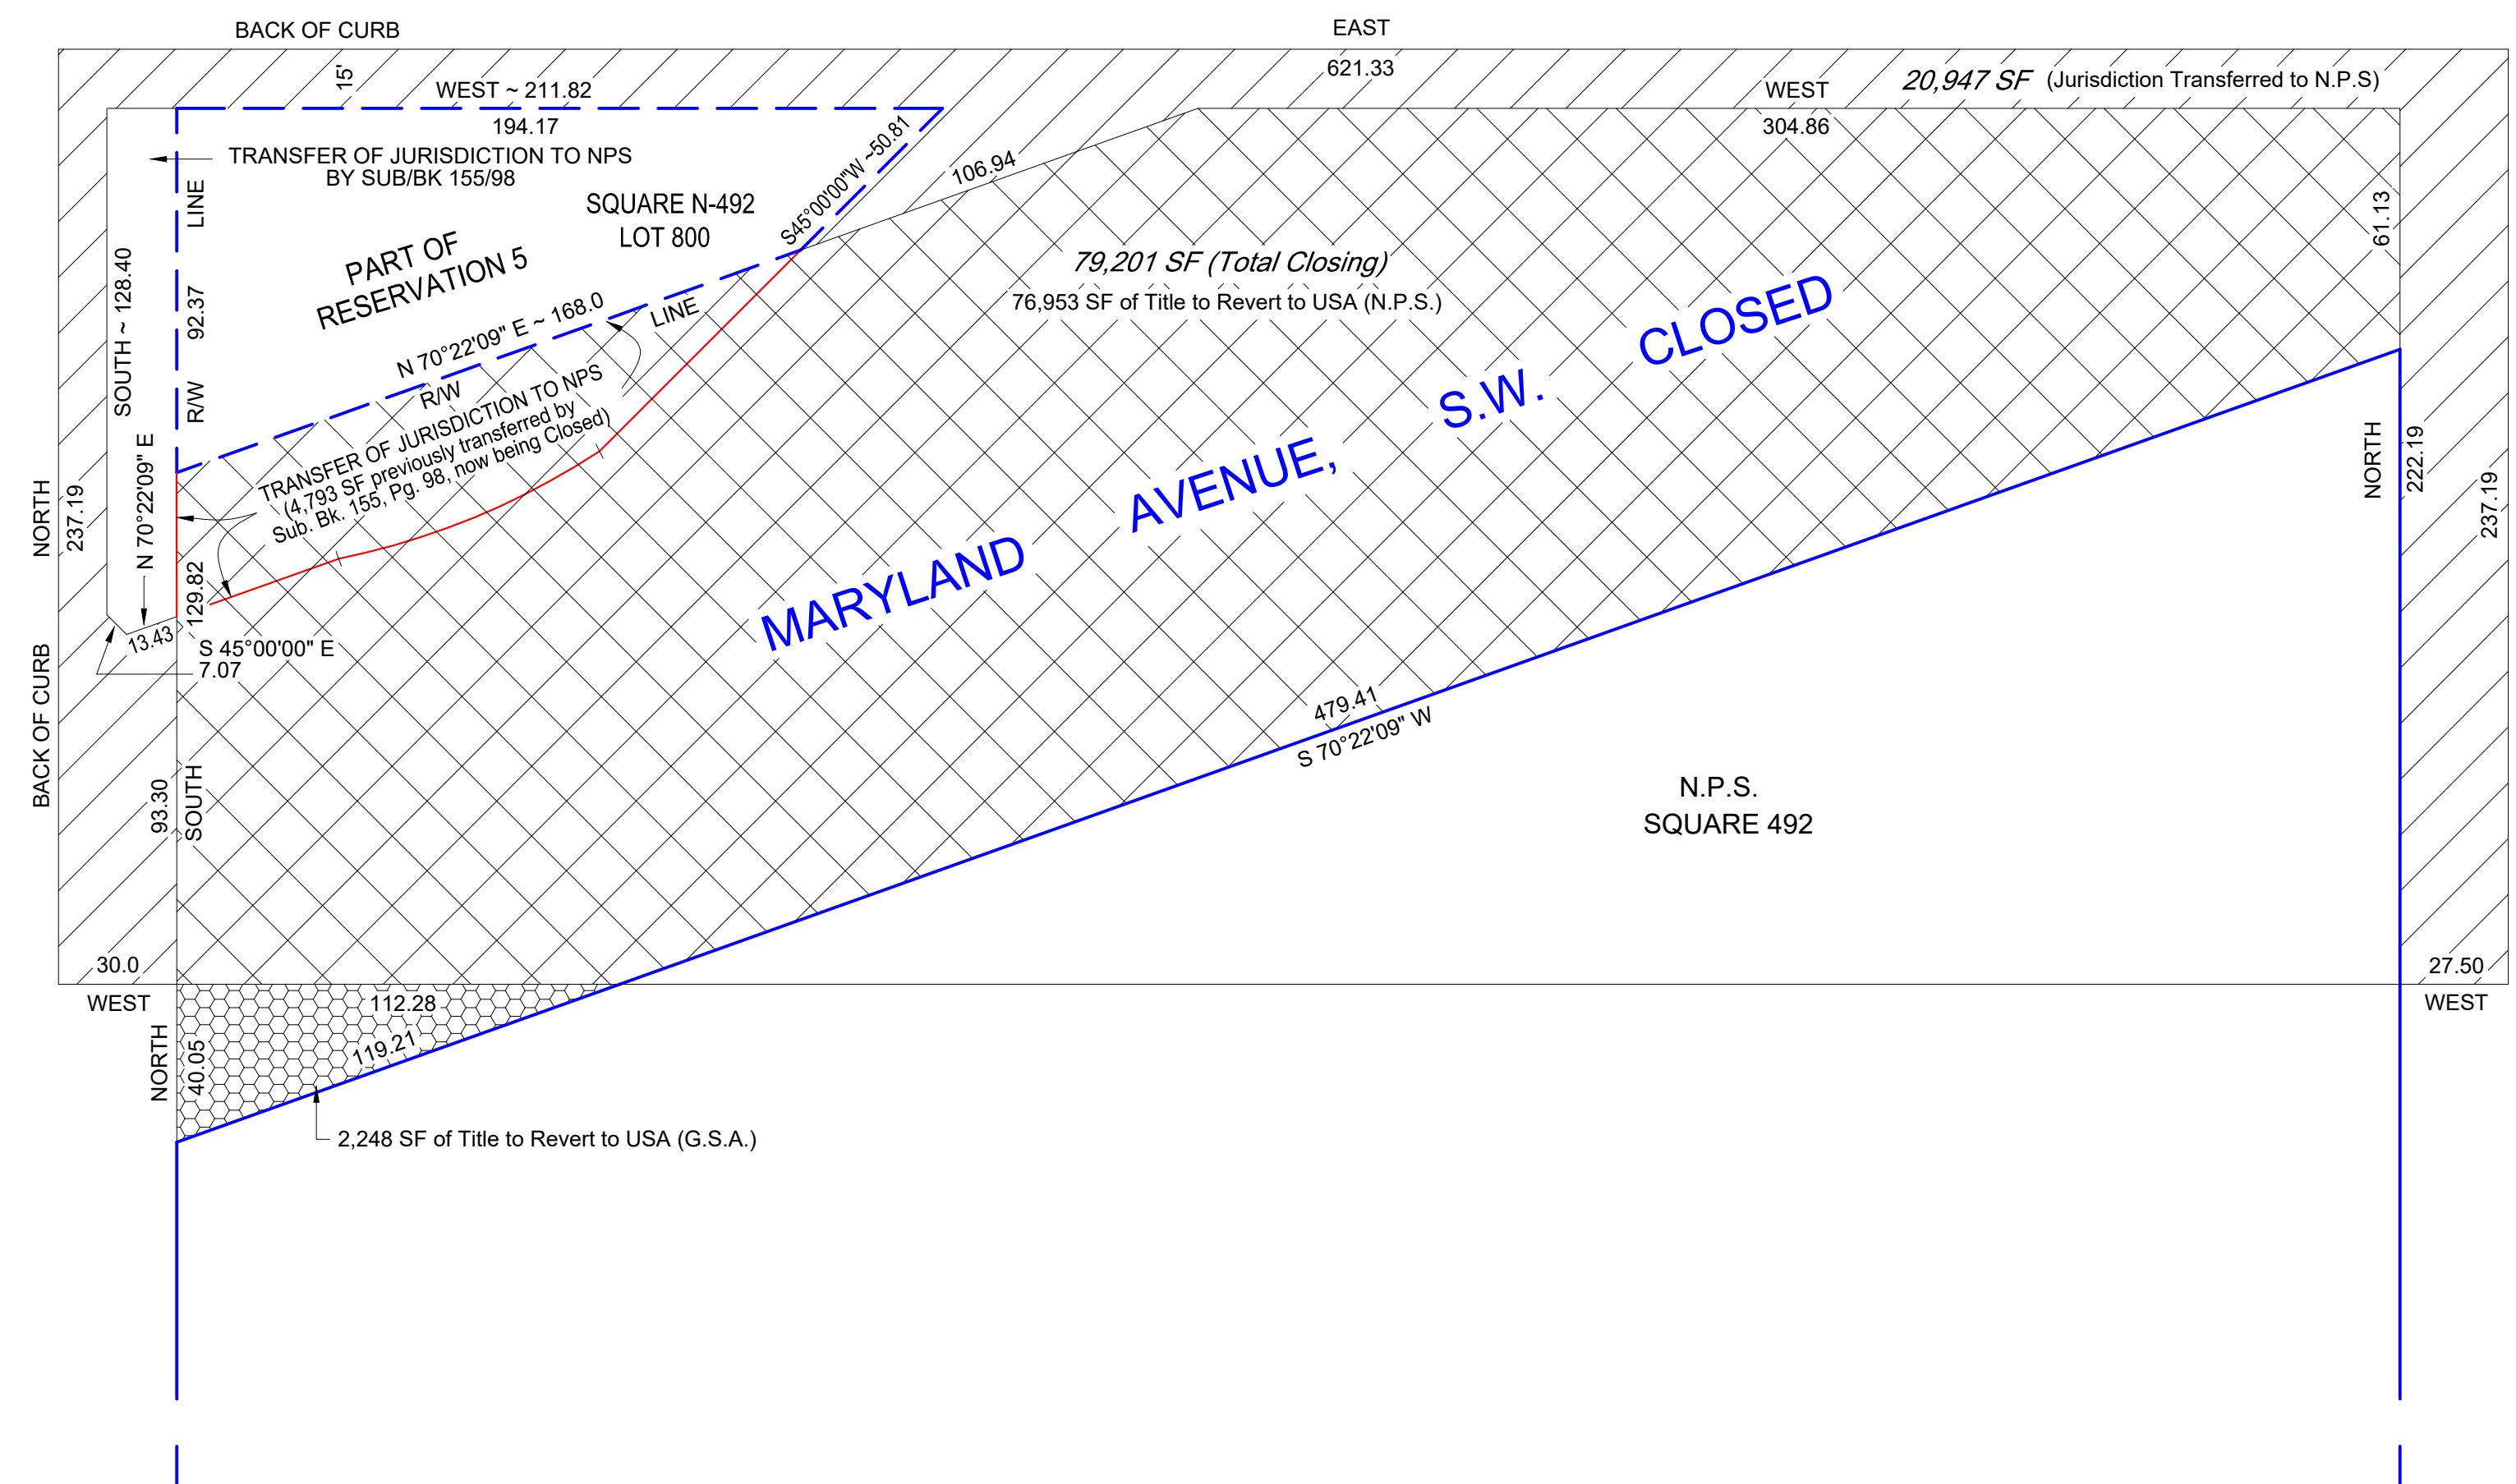 BACK OF CURB
EAST
15'
621.33
WEST ~ 211.82
WEST
20,947 SF (Jurisdiction Transferred to N.P.S)
194.17
304.86
TRANSFER OF JURISDICTION TO NPS
BY SUB/BK 155/98
S45°00'00"W ~50.81
106.94
LINE
SQUARE N-492
LOT 800
61.13
PART OF
RESERVATION 5
79,201 SF (Total Closing)
76,953 SF of Title to Revert to USA (N.P.S.)
SOUTH ~ 128.40
92.37
N 70°22'09" E ~ 168.0
LINE
R/W
R/W
MARYLAND AVENUE, S.W. CLOSED
TRANSFER OF JURISDICTION TO NPS
(4,793 SF previously transferred by
Sub. Bk. 155, Pg. 98, now being Closed)
NORTH
237.19
N 70°22'09" E
NORTH
222.19
237.19
129.82
13.43
S 45°00'00" E
7.07
BACK OF CURB
479.41
S 70°22'09" W
93.30
SOUTH
N.P.S.
SQUARE 492
30.0
27.50
WEST
112.28
WEST
NORTH
40.05
119.21
2,248 SF of Title to Revert to USA (G.S.A.)